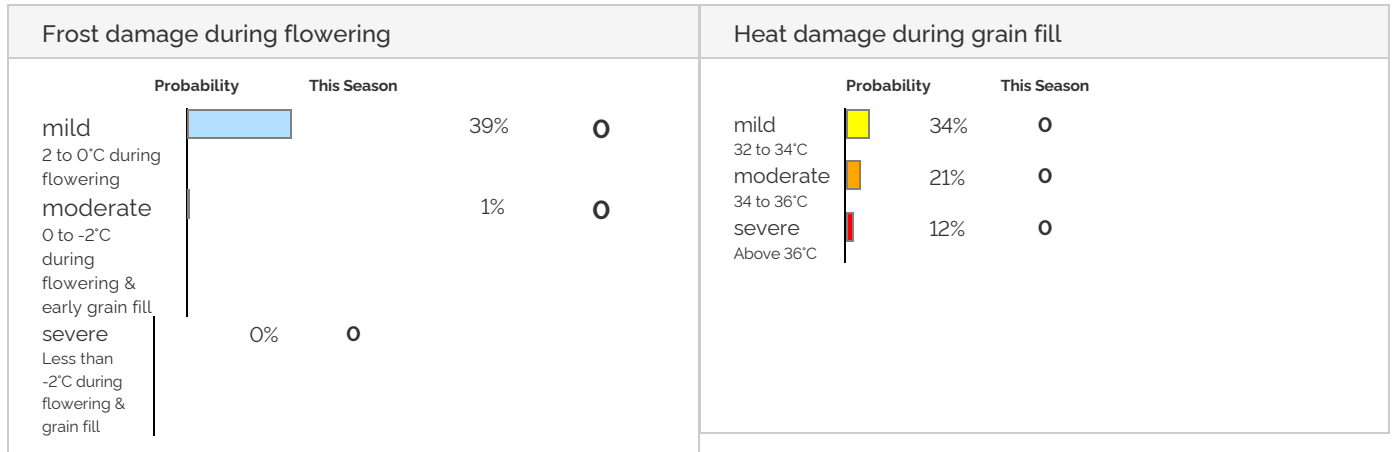 Frost damage during flowering
Probability This Season
mild 39% 0
2 to 0°C during
flowering
moderate 1% 0
0 to -2°C
during
flowering &
early grain fill
severe 0% 0
Less than
-2°C during
flowering &
grain fill
Heat damage during grain fill
Probability This Season
mild 34% 0
32 to 34°C
moderate 21% 0
34 to 36°C
severe 12% 0
Above 36°C